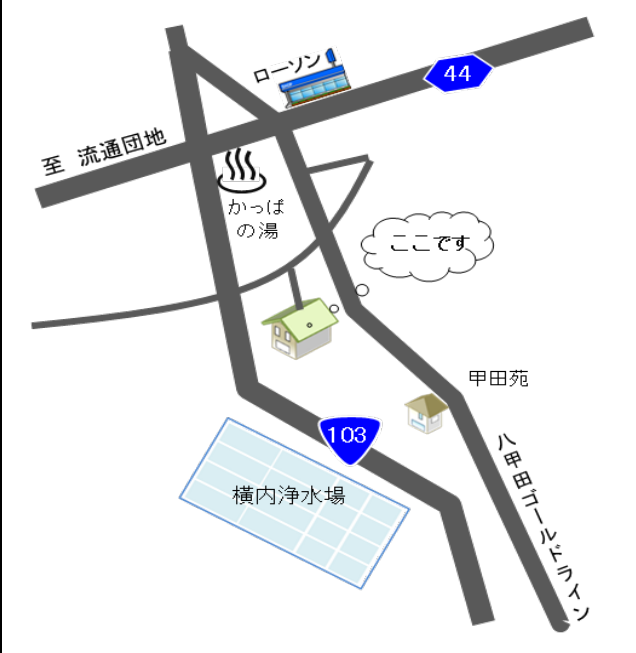 ローソン
44
至 流通団地
かっぱ
の湯
ここです
甲田苑
103
八甲田ゴールドライン
横内浄水場